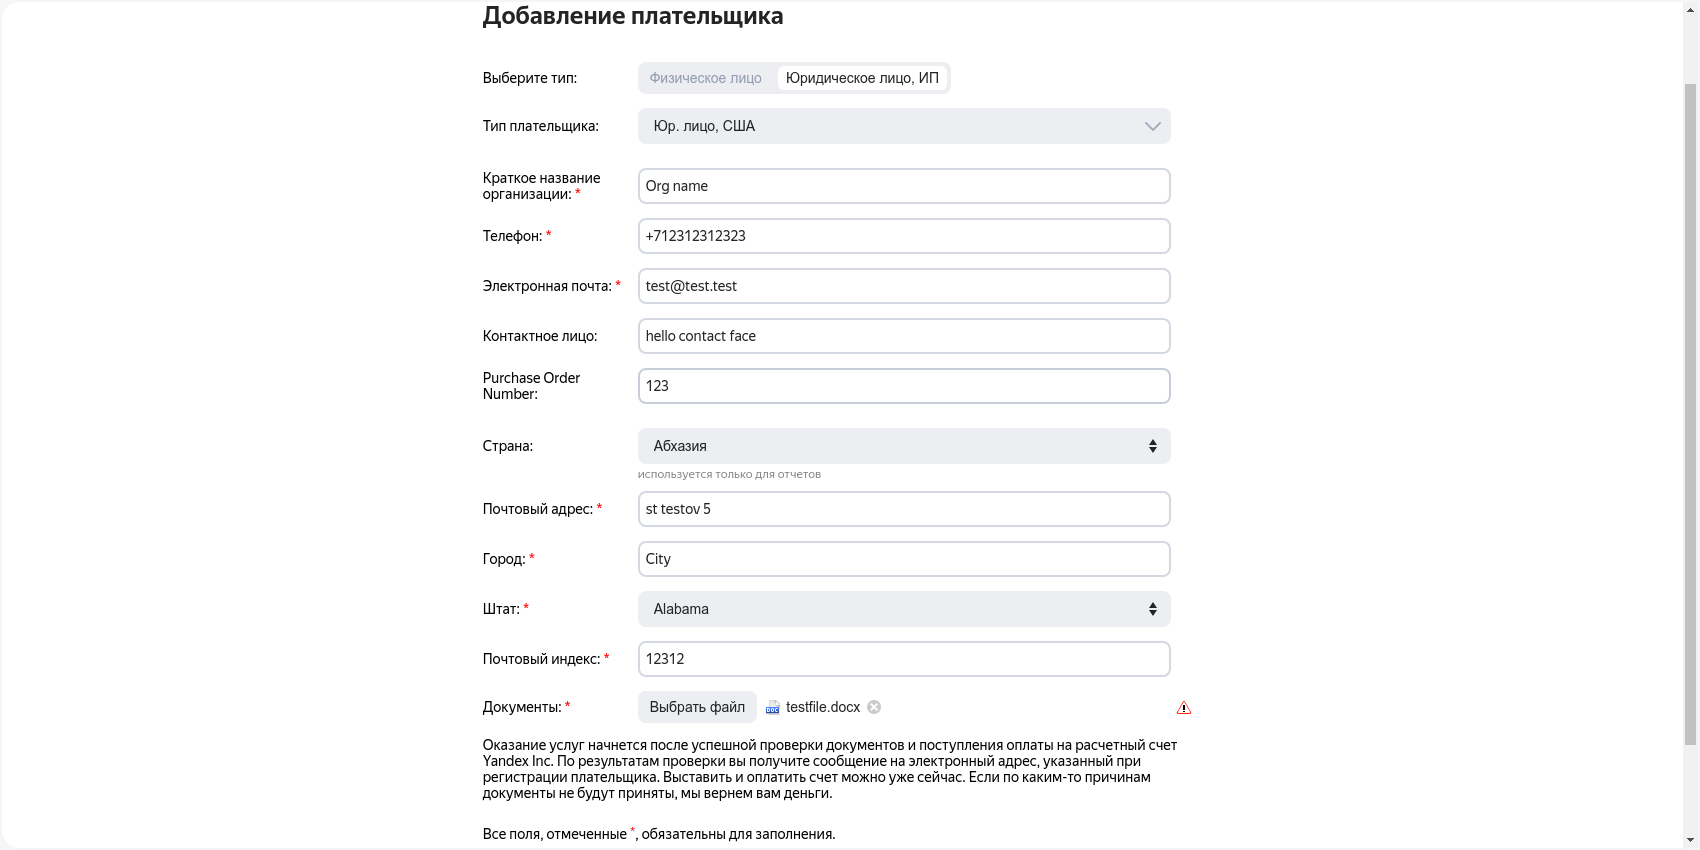 Добавление плательщика
Выберите тип: Физическое лицо Юридическое лицо, ИП
Тип плательщика: Юр. лицо, США
Краткое название
организации: * Org name
Телефон: * +712312312323
Электронная почта: * test@test.test
Контактное лицо: hello contact face
Purchase Order
Number: 123
Страна: Абхазия
используется только для отчетов
Почтовый адрес: * st testov 5
Город: * City
Штат: * Alabama
Почтовый индекс: * 12312
Документы: * Выбрать файл DOC testfile.docx
Оказание услуг начнется после успешной проверки документов и поступления оплаты на расчетный счет
Yandex Inc. По результатам проверки вы получите сообщение на электронный адрес, указанный при
регистрации плательщика. Выставить и оплатить счет можно уже сейчас. Если по каким-то причинам
документы не будут приняты, мы вернем вам деньги.
Все поля, отмеченные *, обязательны для заполнения.